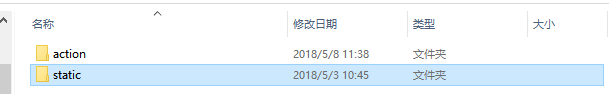 名称 修改日期 类型 大小
action 2018/5/8 11:38 文件夹
static 2018/5/3 10:45 文件夹